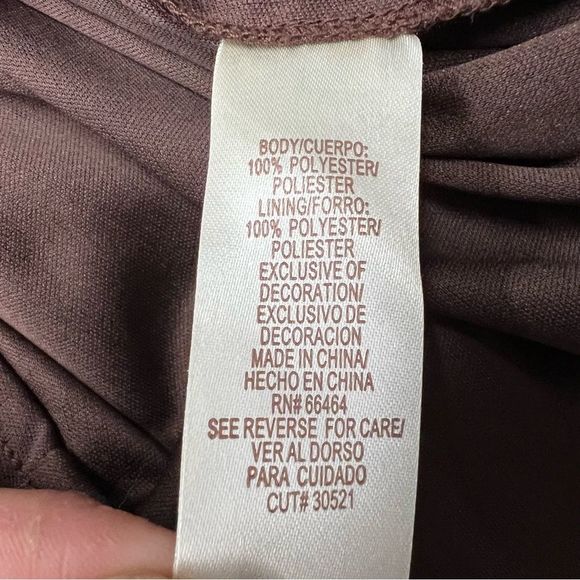 BODY/CUERPO:
100% POLYESTER/
POLIESTER
LINING/FORRO:
100% POLYESTER/
POLIESTER
EXCLUSIVE OF
DECORATION/
EXCLUSIVO DE
DECORACION
MADE IN CHINA/
HECHO EN CHINA
RN# 66464
SEE REVERSE FOR CARE/
VER AL DORSO
PARA CUIDADO
CUT# 30521